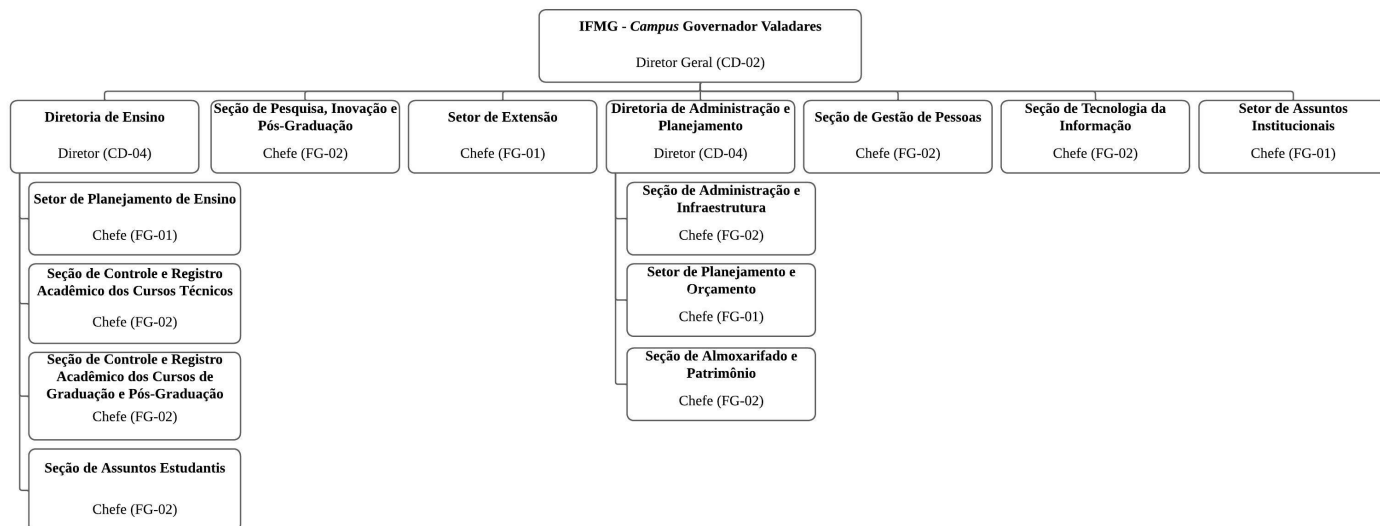 IFMG - Campus Governador Valadares
Diretor Geral (CD-02)
Diretoria de Ensino
Diretor (CD-04)
Seção de Pesquisa, Inovação e
Pós-Graduação
Chefe (FG-02)
Setor de Extensão
Chefe (FG-01)
Diretoria de Administração e
Planejamento
Diretor (CD-04)
Seção de Gestão de Pessoas
Chefe (FG-02)
Seção de Tecnologia da
Informação
Chefe (FG-02)
Setor de Assuntos
Institucionais
Chefe (FG-01)
Setor de Planejamento de Ensino
Chefe (FG-01)
Seção de Controle e Registro
Acadêmico dos Cursos Técnicos
Chefe (FG-02)
Seção de Controle e Registro
Acadêmico dos Cursos de
Graduação e Pós-Graduação
Chefe (FG-02)
Seção de Assuntos Estudantis
Chefe (FG-02)
Seção de Administração e
Infraestrutura
Chefe (FG-02)
Setor de Planejamento e
Orçamento
Chefe (FG-01)
Seção de Almoxarifado e
Patrimônio
Chefe (FG-02)